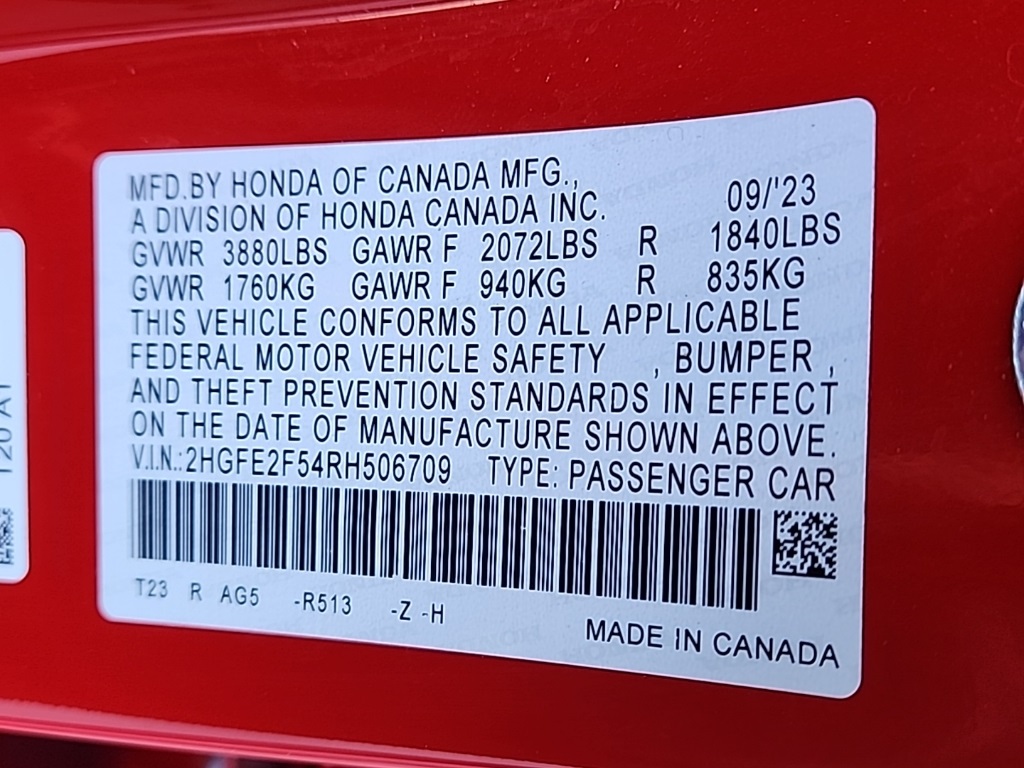 MFD.BY HONDA OF CANADA MFG.,
A DIVISION OF HONDA CANADA INC. 09/'23
GVWR 3880LBS GAWR F 2072LBS R 1840LBS
GVWR 1760KG GAWR F 940KG R 835KG
THIS VEHICLE CONFORMS TO ALL APPLICABLE
FEDERAL MOTOR VEHICLE SAFETY , BUMPER ,
AND THEFT PREVENTION STANDARDS IN EFFECT
ON THE DATE OF MANUFACTURE SHOWN ABOVE.
V.I.N.:2HGFE2F54RH506709 TYPE: PASSENGER CAR
T23 R AG5 -R513 -Z -H
MADE IN CANADA